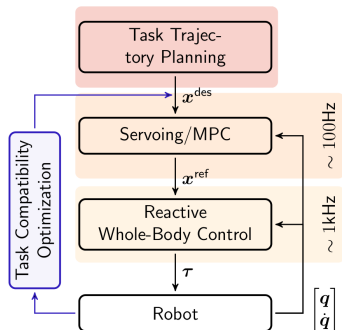 Task Trajec-
tory Planning
x^des
Servoing/MPC
~ 100Hz
x^ref
Task Compatibility
Optimization
Reactive
Whole-Body Control
~ 1kHz
τ
Robot
q
q̇